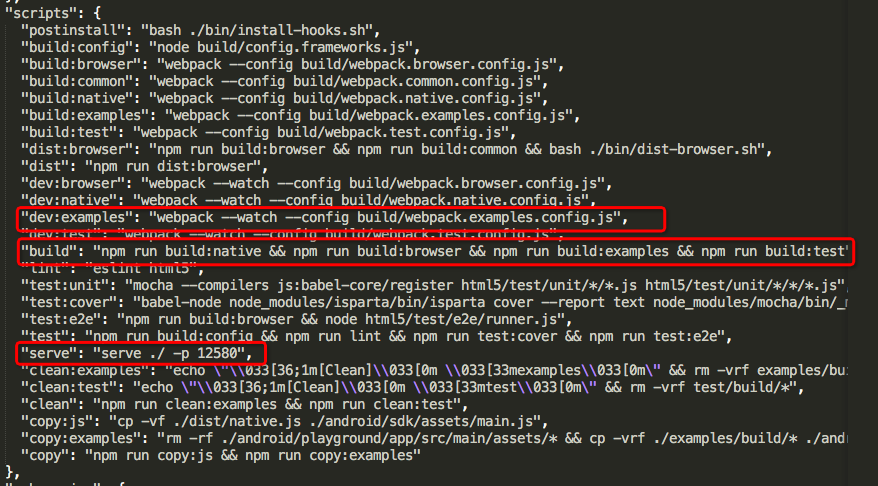 },
"scripts": {
"postinstall": "bash ./bin/install-hooks.sh",
"build:config": "node build/config.frameworks.js",
"build:browser": "webpack --config build/webpack.browser.config.js",
"build:common": "webpack --config build/webpack.common.config.js",
"build:native": "webpack --config build/webpack.native.config.js",
"build:examples": "webpack --config build/webpack.examples.config.js",
"build:test": "webpack --config build/webpack.test.config.js",
"dist:browser": "npm run build:browser && npm run build:common && bash ./bin/dist-browser.sh",
"dist": "npm run dist:browser",
"dev:browser": "webpack --watch --config build/webpack.browser.config.js",
"dev:native": "webpack --watch --config build/webpack.native.config.js",
"dev:examples": "webpack --watch --config build/webpack.examples.config.js",
"dev:test": "webpack --watch --config build/webpack.test.config.js",
"build": "npm run build:native && npm run build:browser && npm run build:examples && npm run build:test"
"lint": "eslint html5",
"test:unit": "mocha --compilers js:babel-core/register html5/test/unit/*/*.js html5/test/unit/*/*/*.js",
"test:cover": "babel-node node_modules/isparta/bin/isparta cover --report text node_modules/mocha/bin/_m
"test:e2e": "npm run build:browser && node html5/test/e2e/runner.js",
"test": "npm run build:config && npm run lint && npm run test:cover && npm run test:e2e",
"serve": "serve ./ -p 12580",
"clean:examples": "echo \"\\033[36;1m[Clean]\\033[0m \\033[33mexamples\\033[0m\" && rm -vrf examples/bu
"clean:test": "echo \"\\033[36;1m[Clean]\\033[0m \\033[33mtest\\033[0m\" && rm -vrf test/build/*",
"clean": "npm run clean:examples && npm run clean:test",
"copy:js": "cp -vf ./dist/native.js ./android/sdk/assets/main.js",
"copy:examples": "rm -rf ./android/playground/app/src/main/assets/* && cp -vrf ./examples/build/* ./and
"copy": "npm run copy:js && npm run copy:examples"
},